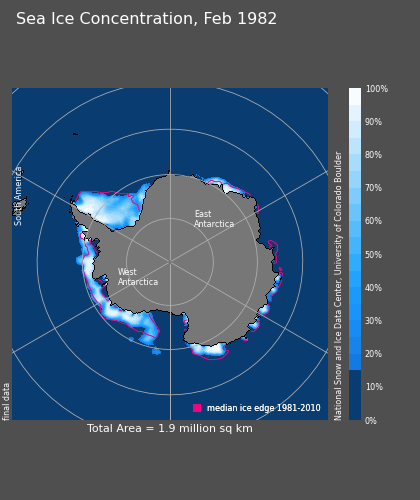 Sea Ice Concentration, Feb 1982
South America
East
Antarctica
West
Antarctica
final data
median ice edge 1981-2010
Total Area = 1.9 million sq km
National Snow and Ice Data Center, University of Colorado Boulder
100%
90%
80%
70%
60%
50%
40%
30%
20%
10%
0%